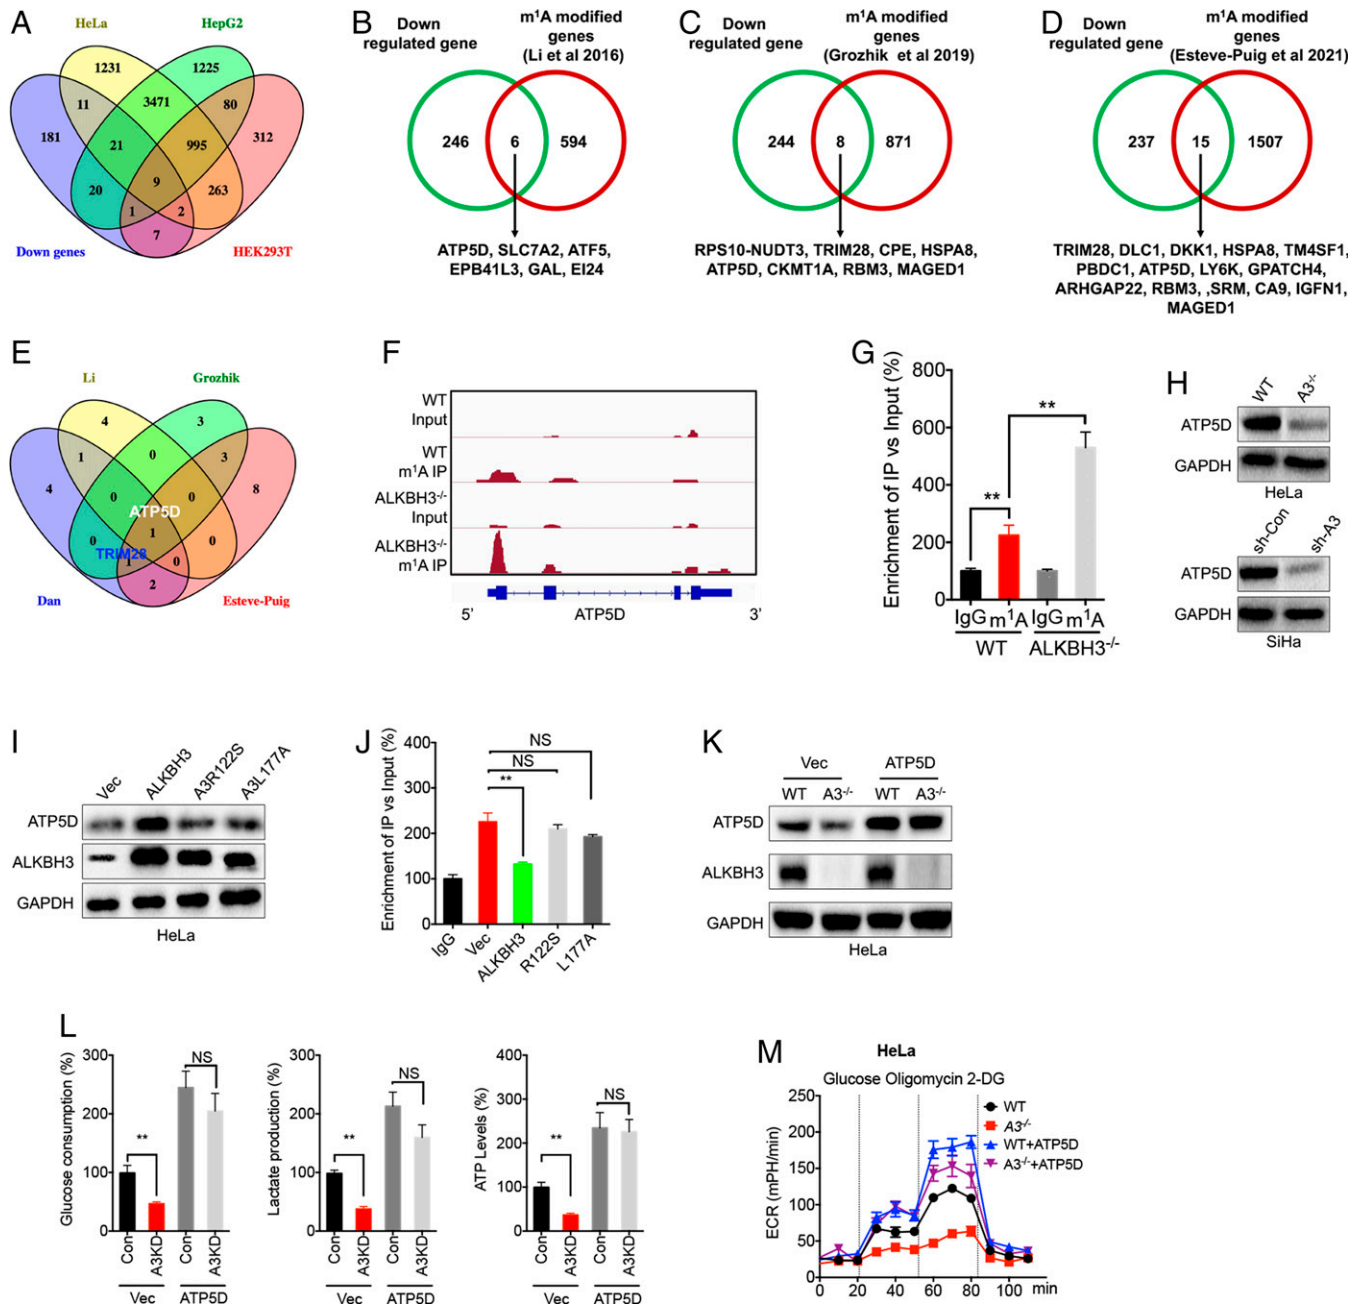 A
HeLa
HepG2
1231
1225
11
3471
80
181
21
995
312
20
9
263
1
2
7
Down genes
HEK293T
B
Down
regulated gene
m¹A modified
genes
(Li et al 2016)
246
6
594
ATP5D, SLC7A2, ATF5,
EPB41L3, GAL, EI24
C
Down
regulated gene
m¹A modified
genes
(Grozhik et al 2019)
244
8
871
RPS10-NUDT3, TRIM28, CPE, HSPA8,
ATP5D, CKMT1A, RBM3, MAGED1
D
Down
regulated gene
m¹A modified
genes
(Esteve-Puig et al 2021)
237
15
1507
TRIM28, DLC1, DKK1, HSPA8, TM4SF1,
PBDC1, ATP5D, LY6K, GPATCH4,
ARHGAP22, RBM3, ,SRM, CA9, IGFN1,
MAGED1
E
Li
Grozhik
4
3
1
0
3
4
0
0
8
ATP5D
0
1
0
TRIM28
1
0
2
Dan
Esteve-Puig
F
WT
Input
WT
m¹A IP
ALKBH3⁻/⁻
Input
ALKBH3⁻/⁻
m¹A IP
5'
ATP5D
3'
G
Enrichment of IP vs Input (%)
800
600
400
200
0
**
**
IgG m¹A IgG m¹A
WT ALKBH3⁻/⁻
H
WT A3⁻/⁻
ATP5D
GAPDH
HeLa
sh-Con sh-A3
ATP5D
GAPDH
SiHa
I
Vec ALKBH3 A3R122S A3L177A
ATP5D
ALKBH3
GAPDH
HeLa
J
Enrichment of IP vs Input (%)
400
300
200
100
0
NS
NS
**
IgG Vec ALKBH3 R122S L177A
K
Vec ATP5D
WT A3⁻/⁻ WT A3⁻/⁻
ATP5D
ALKBH3
GAPDH
HeLa
L
Glucose consumption (%)
300
200
100
0
**
NS
Con A3KD Con A3KD
Vec ATP5D
Lactate production (%)
300
200
100
0
**
NS
Con A3KD Con A3KD
Vec ATP5D
ATP Levels (%)
400
300
200
100
0
**
NS
Con A3KD Con A3KD
Vec ATP5D
M
HeLa
Glucose Oligomycin 2-DG
WT
A3⁻/⁻
WT+ATP5D
A3⁻/⁻+ATP5D
ECR (mPH/min)
250
200
150
100
50
0
0 20 40 60 80 100 min